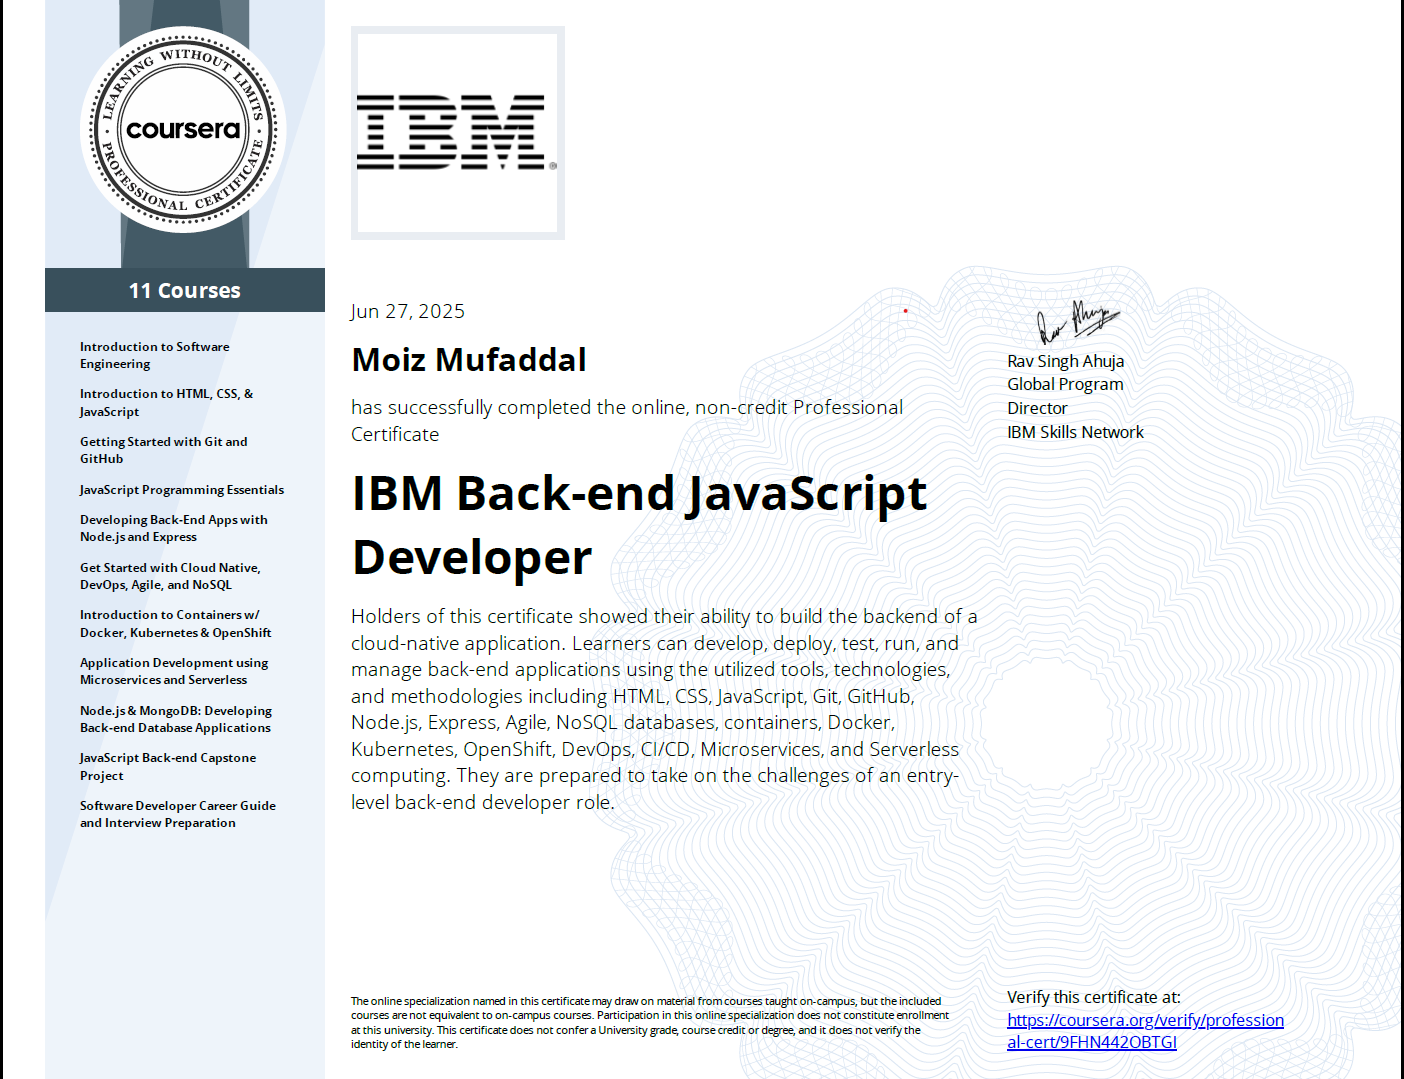 LEARNING WITHOUT LIMITS
coursera
PROFESSIONAL CERTIFICATE
11 Courses
Introduction to Software
Engineering
Introduction to HTML, CSS, &
JavaScript
Getting Started with Git and
GitHub
JavaScript Programming Essentials
Developing Back-End Apps with
Node.js and Express
Get Started with Cloud Native,
DevOps, Agile, and NoSQL
Introduction to Containers w/
Docker, Kubernetes & OpenShift
Application Development using
Microservices and Serverless
Node.js & MongoDB: Developing
Back-end Database Applications
JavaScript Back-end Capstone
Project
Software Developer Career Guide
and Interview Preparation
IBM®
Jun 27, 2025
Moiz Mufaddal
has successfully completed the online, non-credit Professional
Certificate
IBM Back-end JavaScript
Developer
Holders of this certificate showed their ability to build the backend of a
cloud-native application. Learners can develop, deploy, test, run, and
manage back-end applications using the utilized tools, technologies,
and methodologies including HTML, CSS, JavaScript, Git, GitHub,
Node.js, Express, Agile, NoSQL databases, containers, Docker,
Kubernetes, OpenShift, DevOps, CI/CD, Microservices, and Serverless
computing. They are prepared to take on the challenges of an entry-
level back-end developer role.
Rav Ahuja
Rav Singh Ahuja
Global Program
Director
IBM Skills Network
The online specialization named in this certificate may draw on material from courses taught on-campus, but the included
courses are not equivalent to on-campus courses. Participation in this online specialization does not constitute enrollment
at this university. This certificate does not confer a University grade, course credit or degree, and it does not verify the
identity of the learner.
Verify this certificate at:
https://coursera.org/verify/profession
al-cert/9FHN442OBTGI